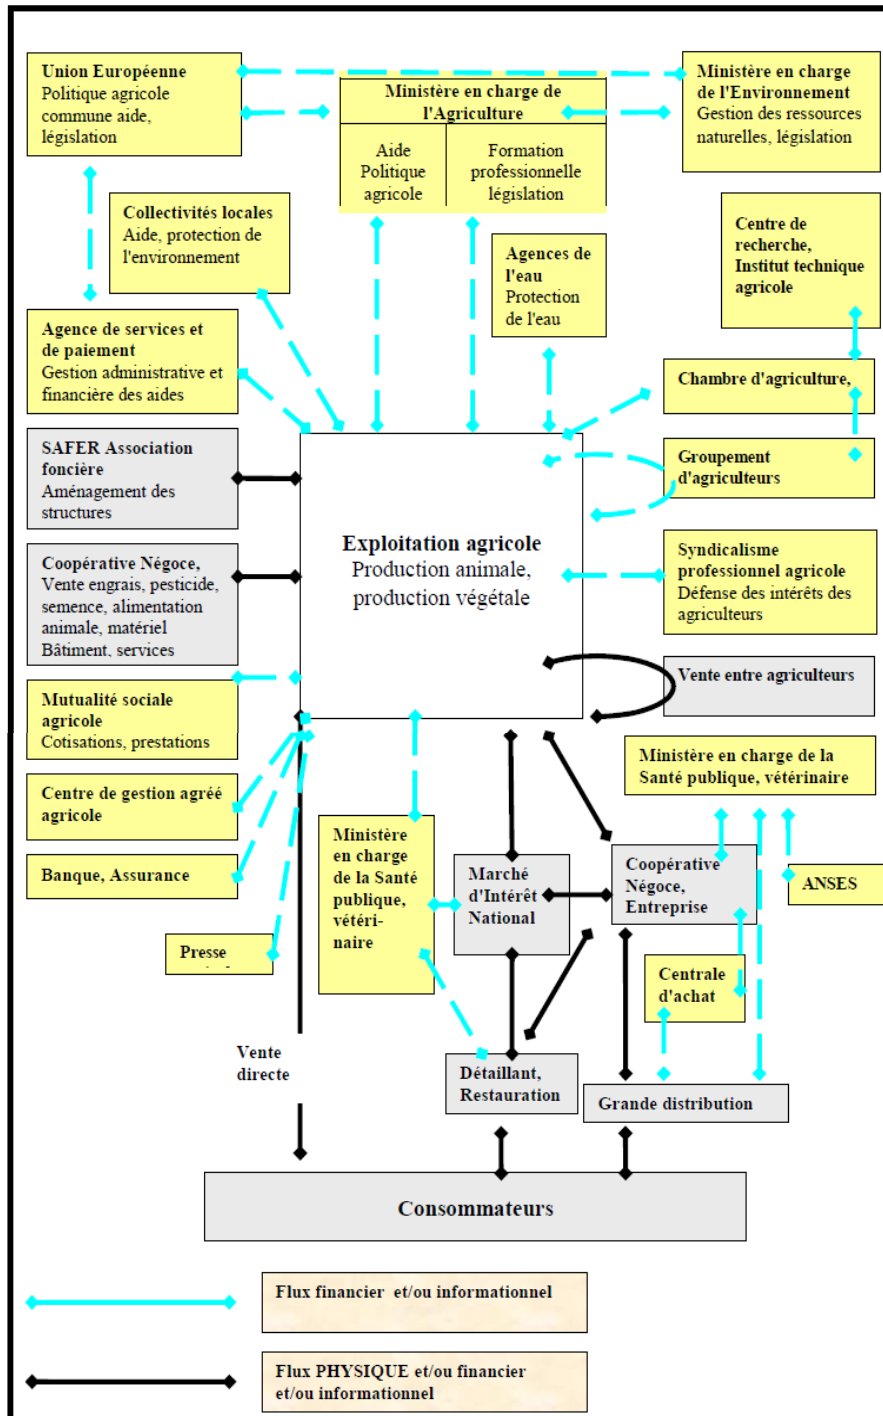 Union Européenne
Politique agricole
commune aide,
législation
Ministère en charge de
l'Agriculture
Aide
Politique
agricole
Formation
professionnelle
législation
Ministère en charge
de l'Environnement
Gestion des ressources
naturelles, législation
Collectivités locales
Aide, protection de
l'environnement
Agences de
l'eau
Protection
de l'eau
Centre de
recherche,
Institut technique
agricole
Agence de services et
de paiement
Gestion administrative et
financière des aides
Chambre d'agriculture,
SAFER Association
foncière
Aménagement des
structures
Groupement
d'agriculteurs
Exploitation agricole
Production animale,
production végétale
Coopérative Négoce,
Vente engrais, pesticide,
semence, alimentation
animale, matériel
Bâtiment, services
Syndicalisme
professionnel agricole
Défense des intérêts des
agriculteurs
Vente entre agriculteurs
Mutualité sociale
agricole
Cotisations, prestations
Ministère en charge de la
Santé publique, vétérinaire
Centre de gestion agréé
agricole
Banque, Assurance
Presse
Ministère
en charge
de la Santé
publique,
vétéri-
naire
Marché
d'Intérêt
National
Coopérative
Négoce,
Entreprise
ANSES
Centrale
d'achat
Vente
directe
Détaillant,
Restauration
Grande distribution
Consommateurs
Flux financier et/ou informationnel
Flux PHYSIQUE et/ou financier
et/ou informationnel